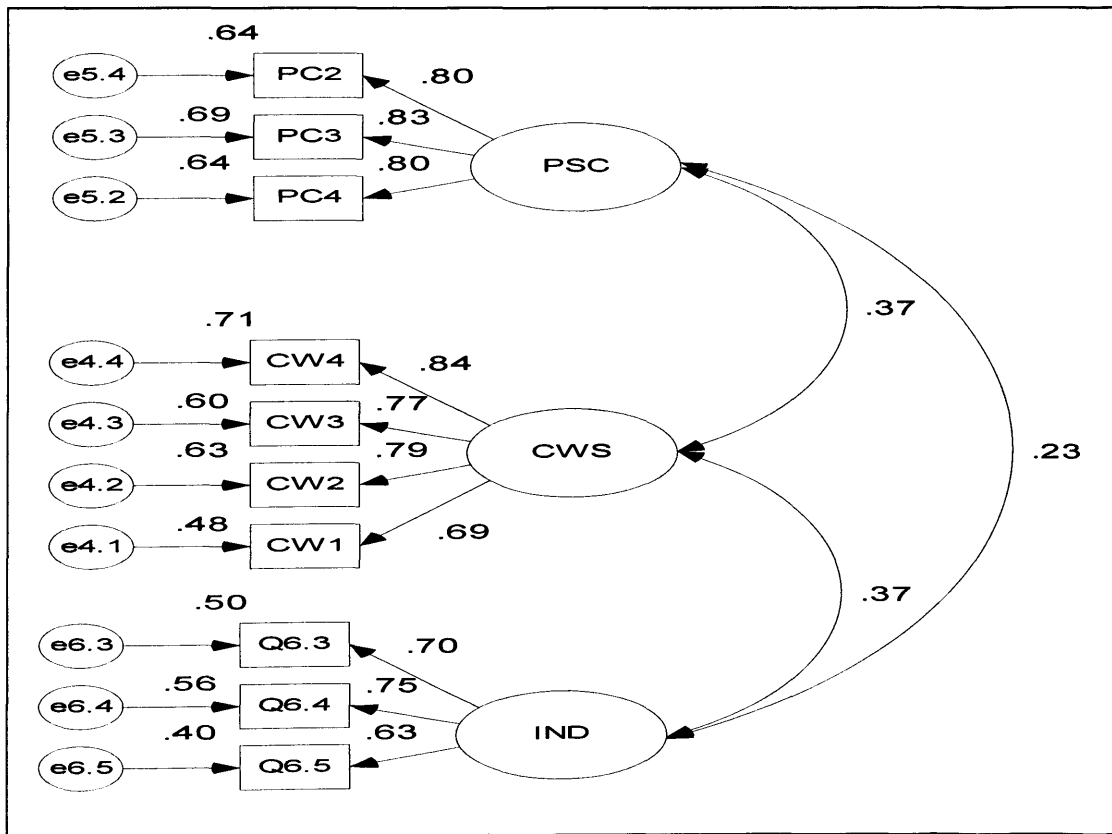 .64
e5.4 PC2 .80
.69 .83
e5.3 PC3
.64 .80 PSC
e5.2 PC4
.37
.71
e4.4 CW4 .84
.60 .77
e4.3 CW3
.63 .79 CWS .23
e4.2 CW2
.48 .69
e4.1 CW1
.37
.50
e6.3 Q6.3 .70
.56 .75
e6.4 Q6.4
.40 .63 IND
e6.5 Q6.5